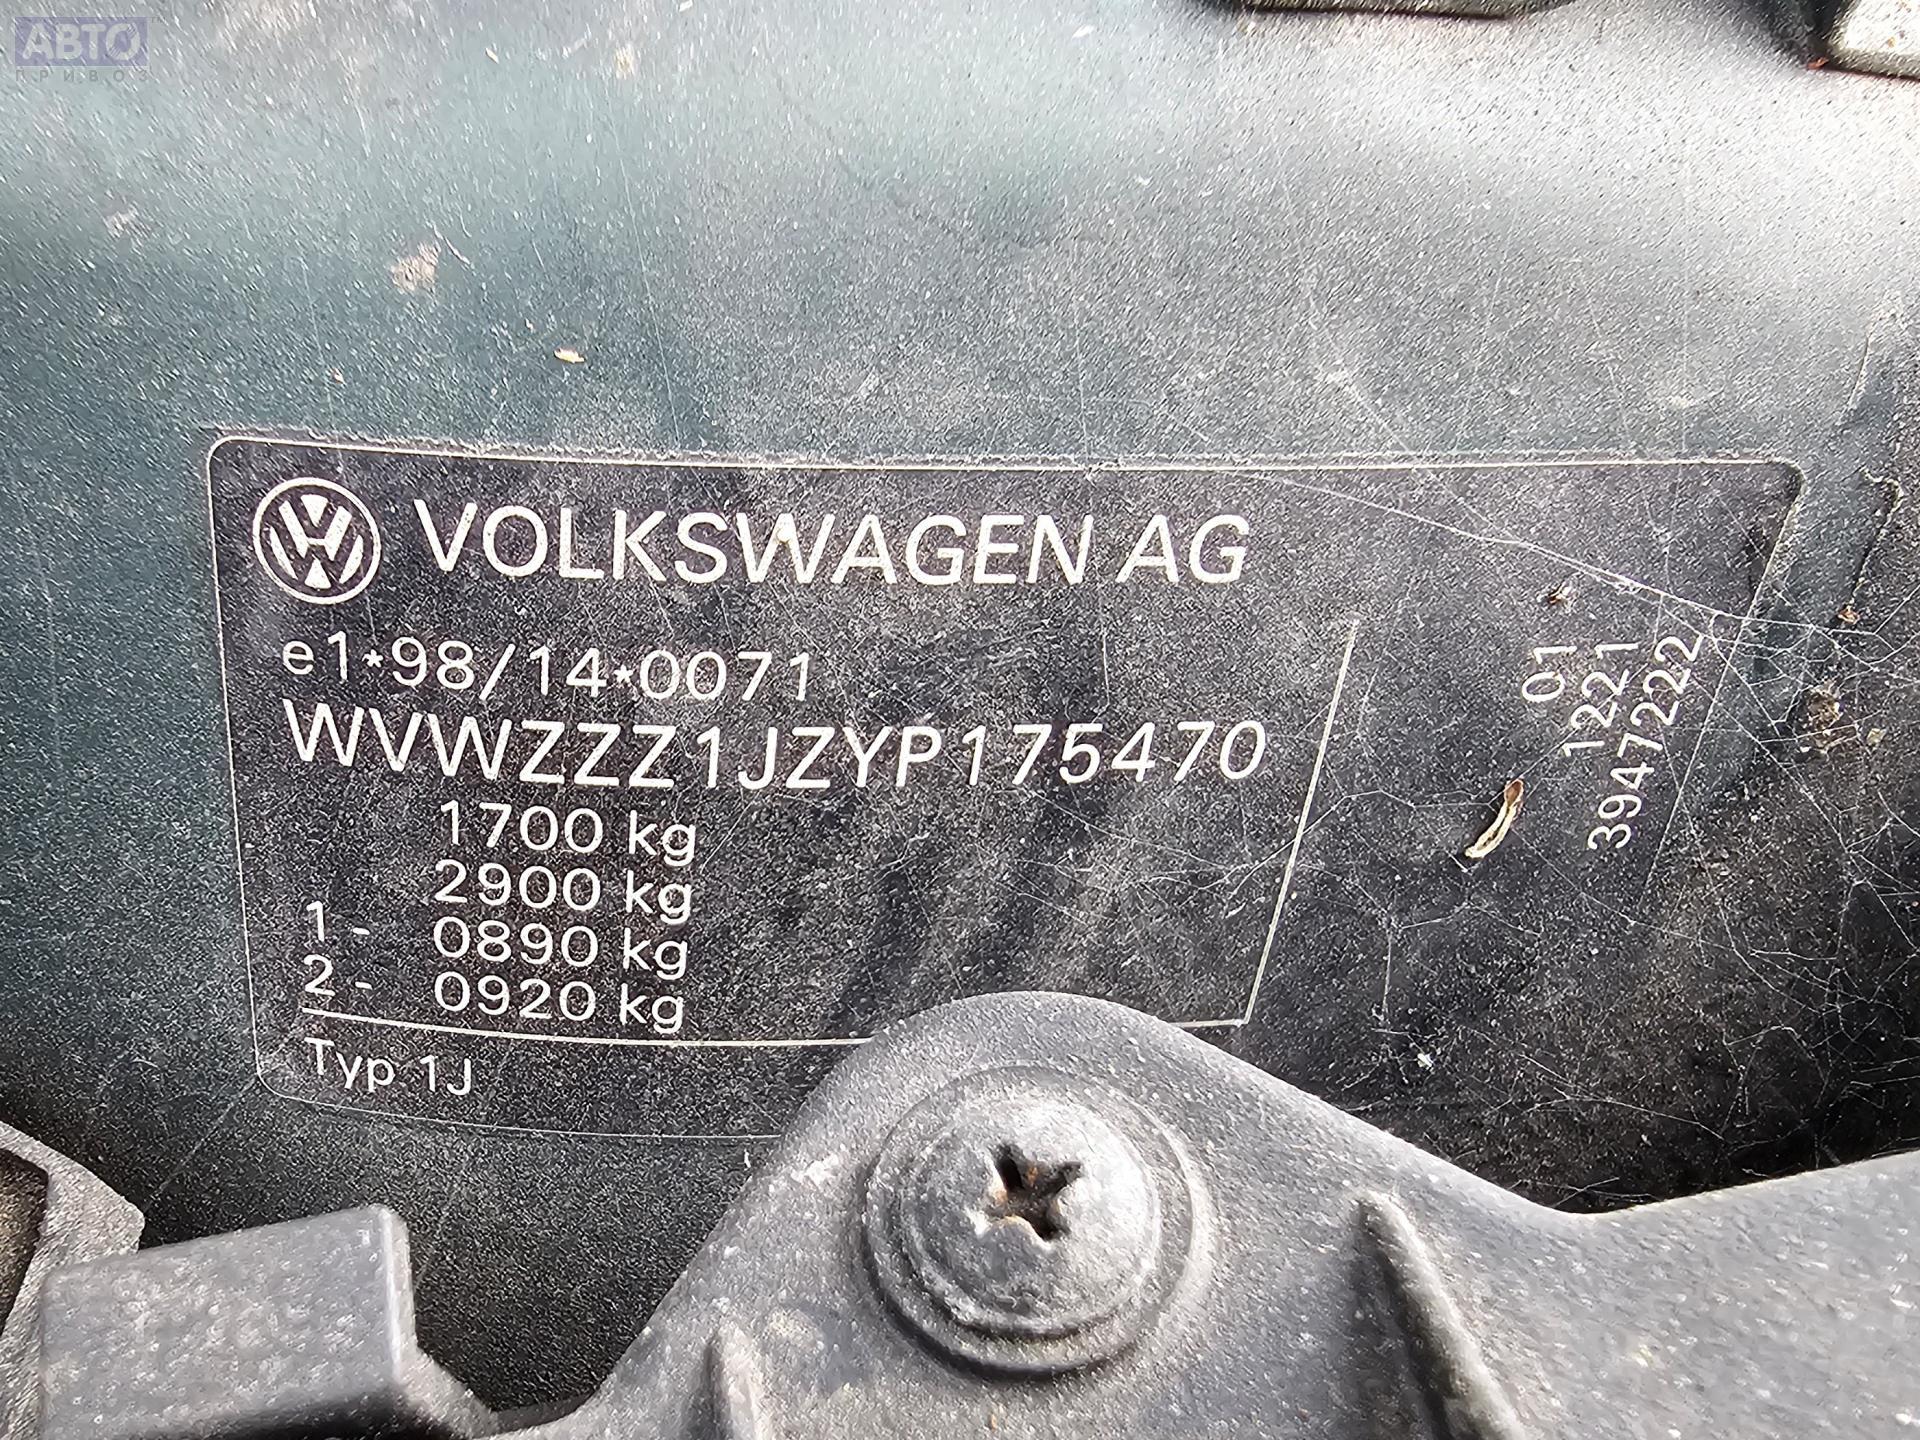 АВТО
ПРИВОЗ
VOLKSWAGEN AG
e1*98/14*0071
WVWZZZ1JZYP175470
1700 kg
2900 kg
1 - 0890 kg
2 - 0920 kg
Typ 1J
01
1221
3947222